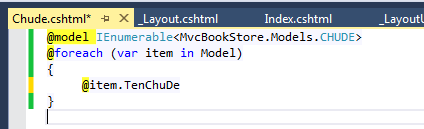 Chude.cshtml* _Layout.cshtml Index.cshtml _LayoutU
@model IEnumerable<MvcBookStore.Models.CHUDE>
@foreach (var item in Model)
{
@item.TenChuDe
}